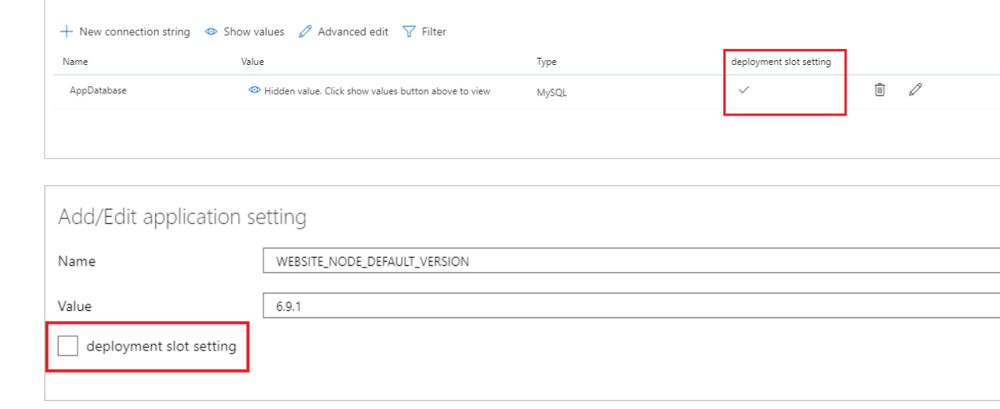 New connection string Show values Advanced edit Filter
Name Value Type deployment slot setting
AppDatabase Hidden value. Click show values button above to view MySQL
Add/Edit application setting
Name WEBSITE_NODE_DEFAULT_VERSION
Value 6.9.1
deployment slot setting